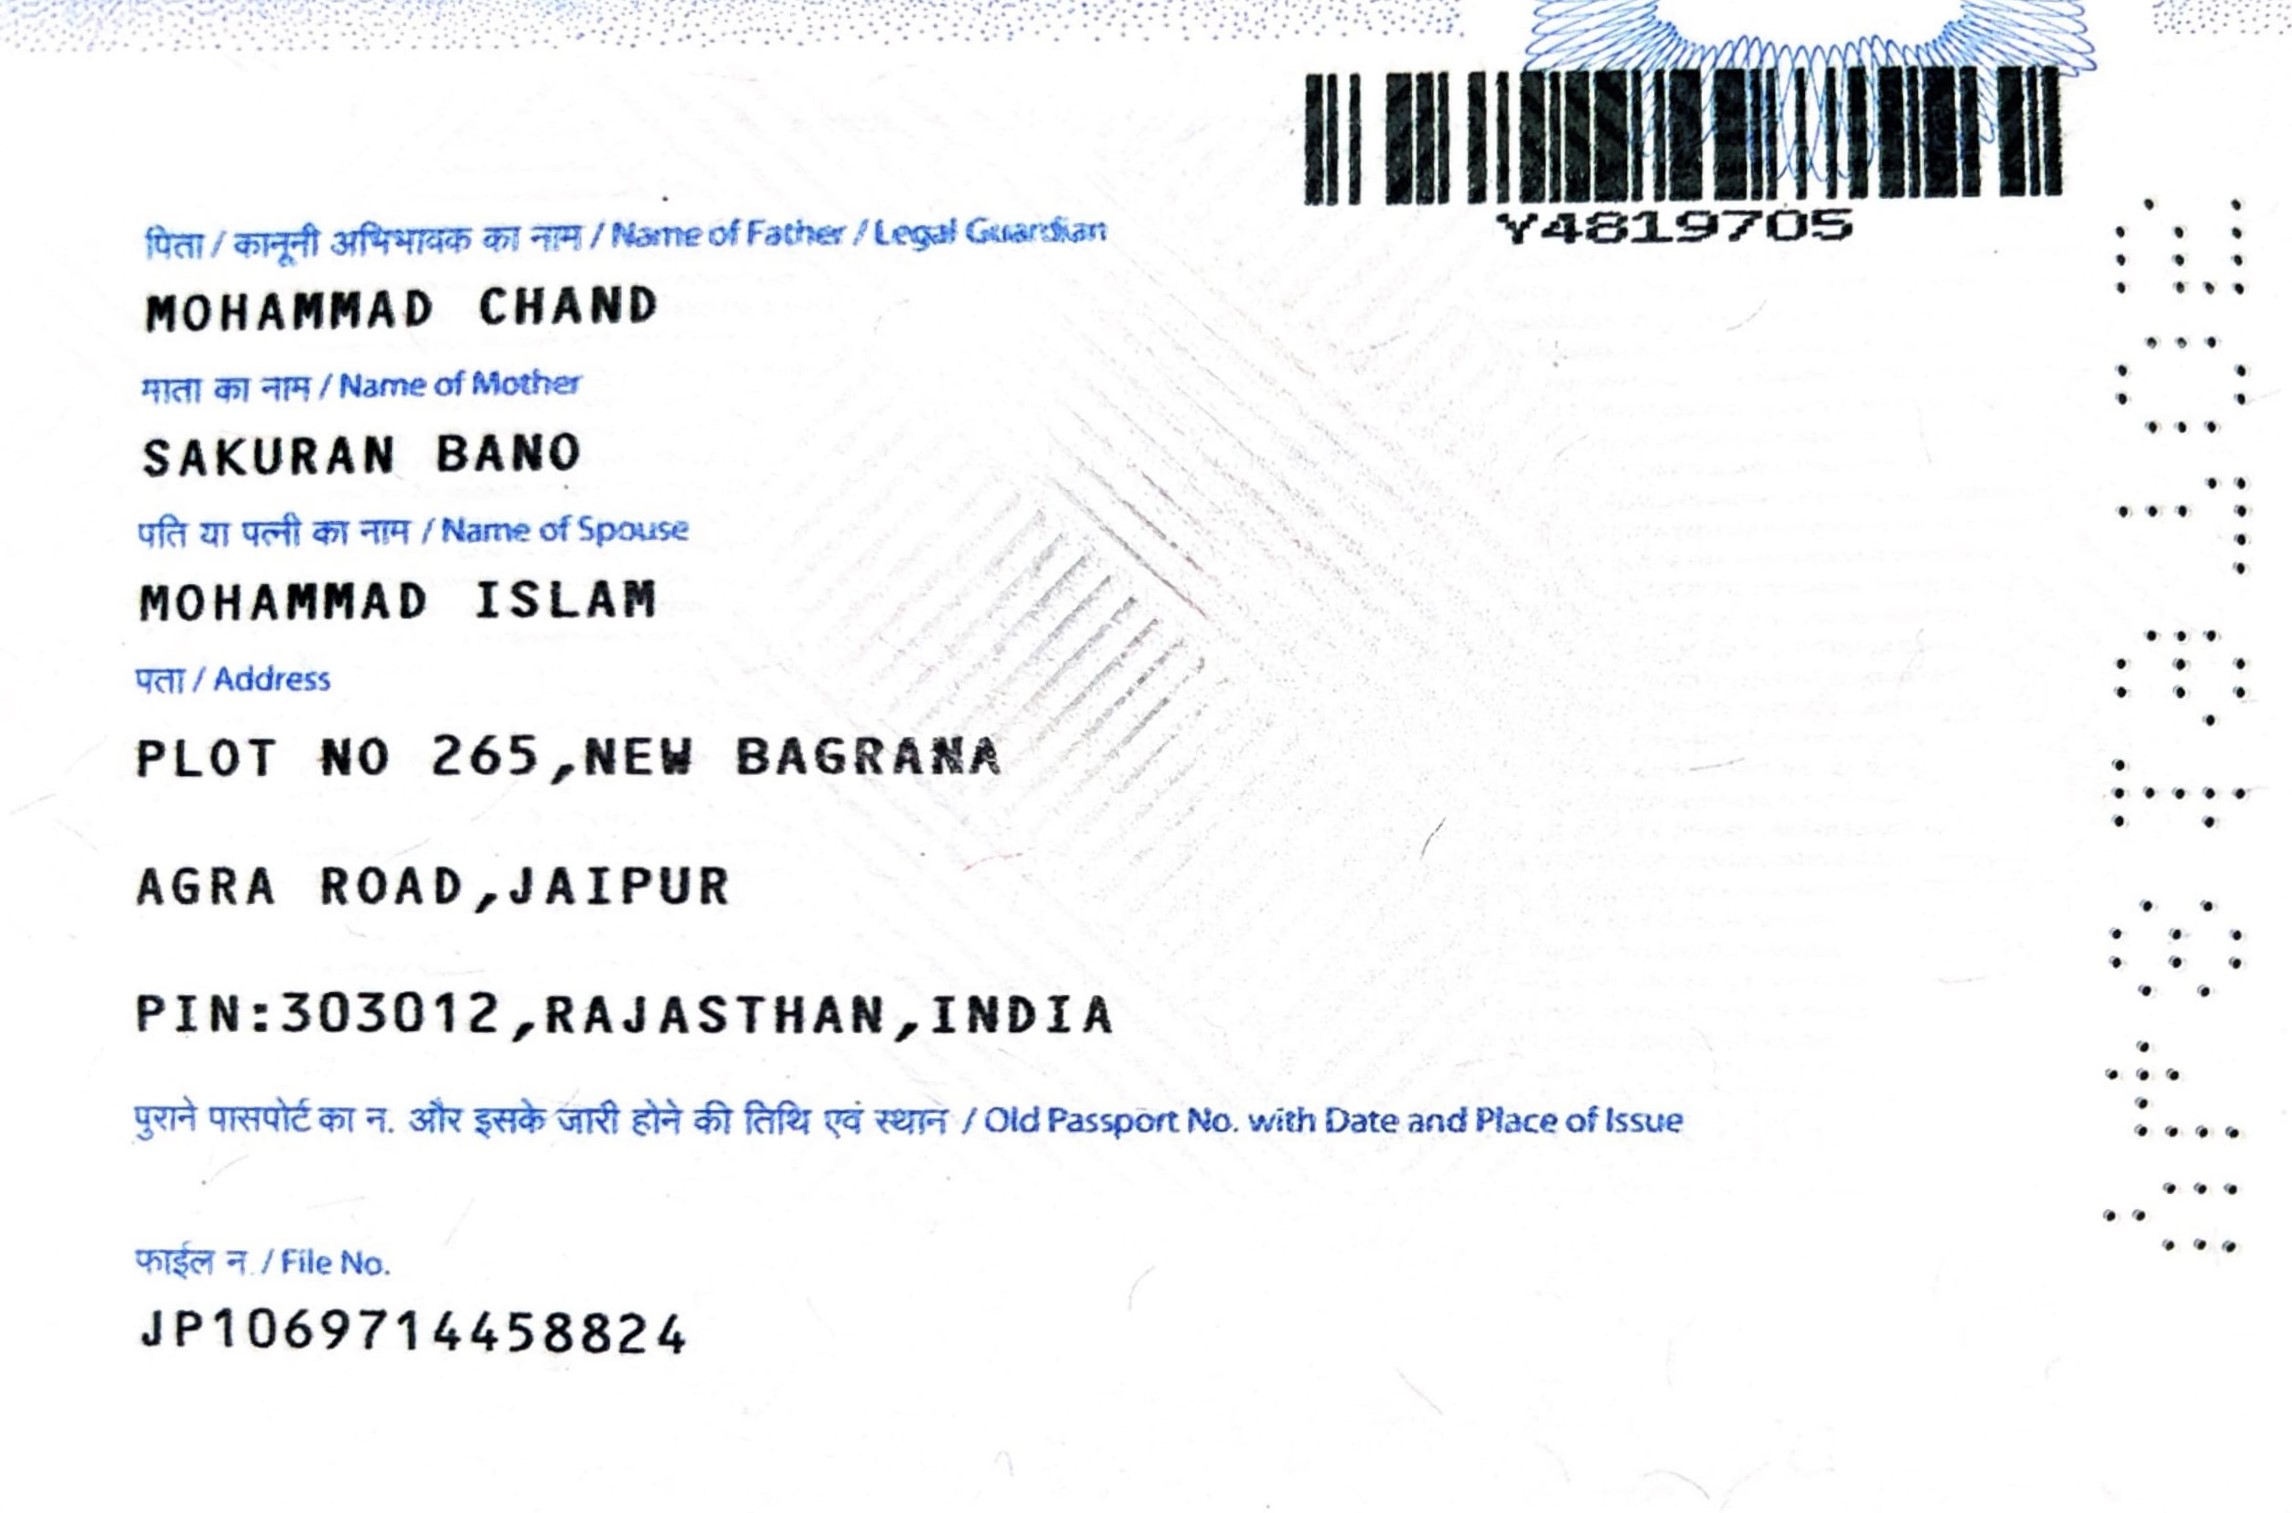 Y4819705
पिता / कानूनी अभिभावक का नाम / Name of Father / Legal Guardian
MOHAMMAD CHAND
माता का नाम / Name of Mother
SAKURAN BANO
पति या पत्नी का नाम / Name of Spouse
MOHAMMAD ISLAM
पता / Address
PLOT NO 265,NEW BAGRANA
AGRA ROAD,JAIPUR
PIN:303012,RAJASTHAN,INDIA
पुराने पासपोर्ट का न. और इसके जारी होने की तिथि एवं स्थान / Old Passport No. with Date and Place of Issue
फाईल न. / File No.
JP1069714458824